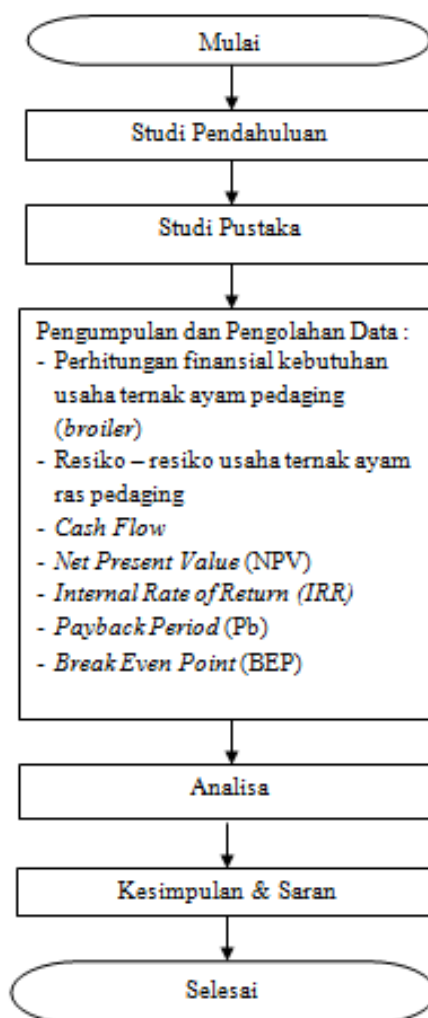 Mulai
Studi Pendahuluan
Studi Pustaka
Pengumpulan dan Pengolahan Data :
- Perhitungan finansial kebutuhan
usaha ternak ayam pedaging
(broiler)
- Resiko – resiko usaha ternak ayam
ras pedaging
- Cash Flow
- Net Present Value (NPV)
- Internal Rate of Return (IRR)
- Payback Period (Pb)
- Break Even Point (BEP)
Analisa
Kesimpulan & Saran
Selesai